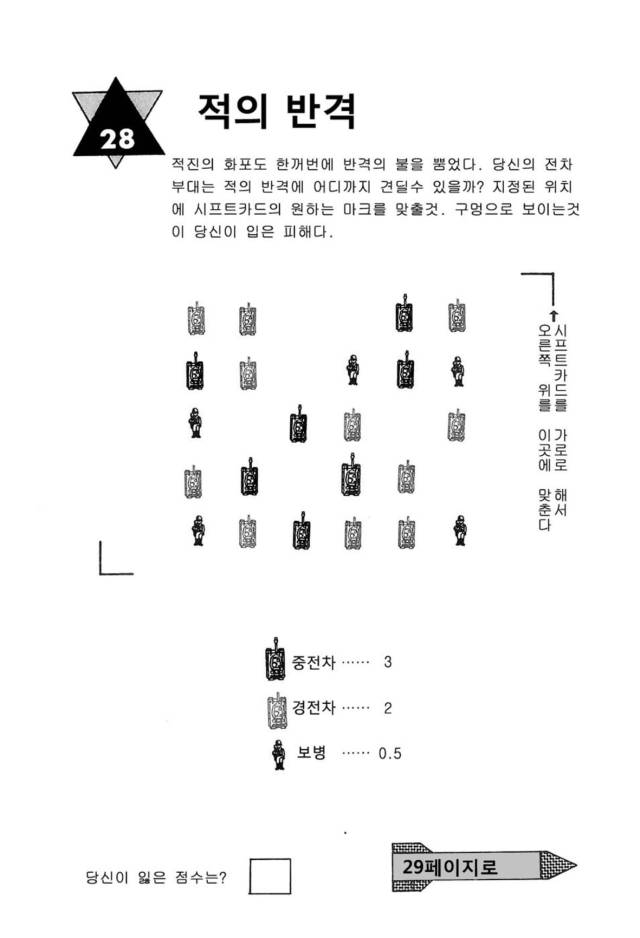 28
적의 반격
적진의 화포도 한꺼번에 반격의 불을 뿜었다. 당신의 전차
부대는 적의 반격에 어디까지 견딜수 있을까? 지정된 위치
에 시프트카드의 원하는 마크를 맞출것. 구멍으로 보이는것
이 당신이 입은 피해다.
↑시프트카드를 가로로 해서
오른쪽 위를 이곳에 맞춘다
중전차 …… 3
경전차 …… 2
보병 …… 0.5
당신이 잃은 점수는?
29페이지로